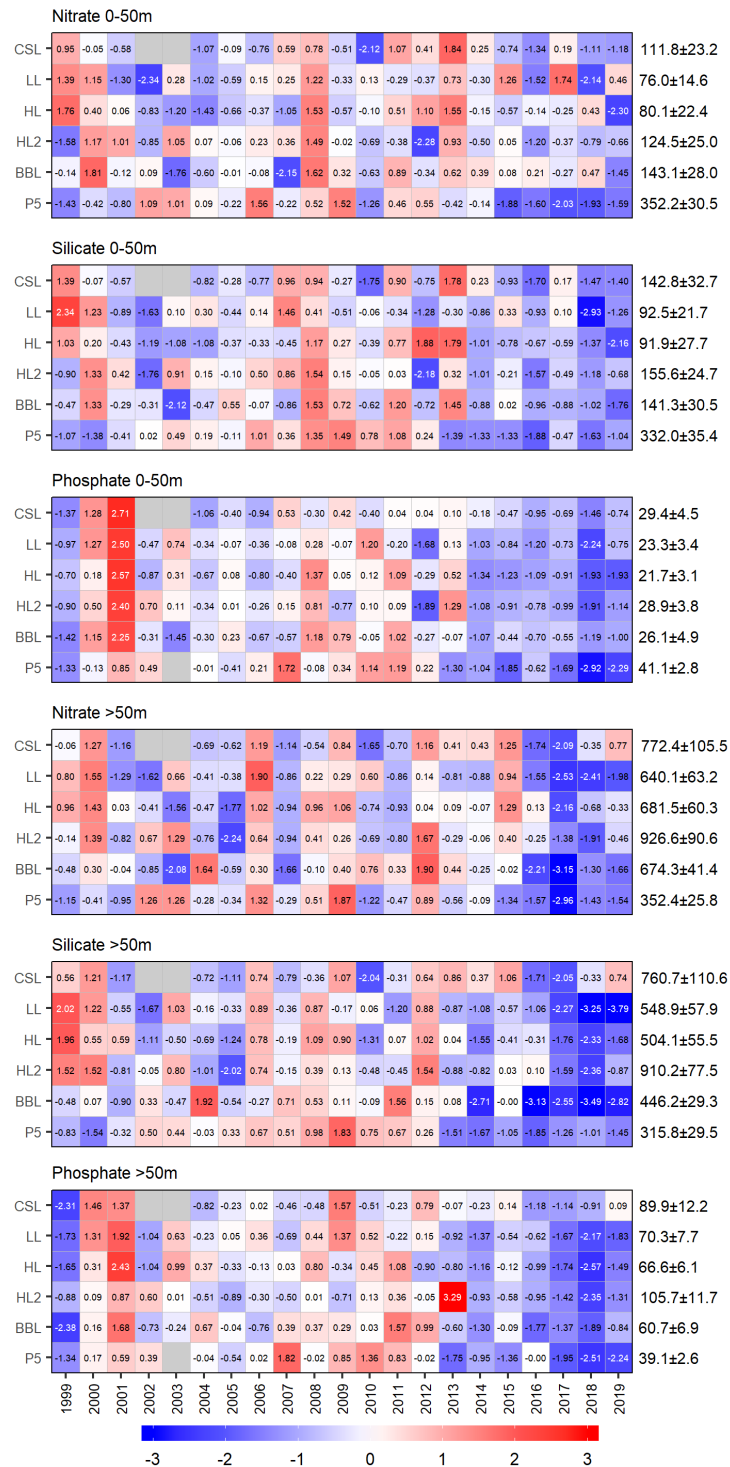 Nitrate 0-50m
CSL 0.95 -0.05 -0.58 -1.07 -0.09 -0.76 0.59 0.78 -0.51 -2.12 1.07 0.41 1.84 0.25 -0.74 -1.34 0.19 -1.11 -1.18 111.8±23.2
LL 1.39 1.15 -1.30 -2.34 0.28 -1.02 -0.59 0.15 0.25 1.22 -0.33 0.13 -0.29 -0.37 0.73 -0.30 1.26 -1.52 1.74 -2.14 0.46 76.0±14.6
HL 1.76 0.40 0.06 -0.83 -1.20 -1.43 -0.66 -0.37 -1.05 1.53 -0.57 -0.10 0.51 1.10 1.55 -0.15 -0.57 -0.14 -0.25 0.43 -2.30 80.1±22.4
HL2 -1.58 1.17 1.01 -0.85 1.05 0.07 -0.06 0.23 0.36 1.49 -0.02 -0.69 -0.38 -2.28 0.93 -0.50 0.05 -1.20 -0.37 -0.79 -0.66 124.5±25.0
BBL -0.14 1.81 -0.12 0.09 -1.76 -0.60 -0.01 -0.08 -2.15 1.62 0.32 -0.63 0.89 -0.34 0.62 0.39 0.08 0.21 -0.27 0.47 -1.45 143.1±28.0
P5 -1.43 -0.42 -0.80 1.09 1.01 0.09 -0.22 1.56 -0.22 0.52 1.52 -1.26 0.46 0.55 -0.42 -0.14 -1.88 -1.60 -2.03 -1.93 -1.59 352.2±30.5
Silicate 0-50m
CSL 1.39 -0.07 -0.57 -0.82 -0.28 -0.77 0.96 0.94 -0.27 -1.75 0.90 -0.75 1.78 0.23 -0.93 -1.70 0.17 -1.47 -1.40 142.8±32.7
LL 2.34 1.23 -0.89 -1.63 0.10 0.30 -0.44 0.14 1.46 0.41 -0.51 -0.06 -0.34 -1.28 -0.30 -0.86 0.33 -0.93 0.10 -2.93 -1.26 92.5±21.7
HL 1.03 0.20 -0.43 -1.19 -1.08 -1.08 -0.37 -0.33 -0.45 1.17 0.27 -0.39 0.77 1.88 1.79 -1.01 -0.78 -0.67 -0.59 -1.37 -2.16 91.9±27.7
HL2 -0.90 1.33 0.42 -1.76 0.91 0.15 -0.10 0.50 0.86 1.54 0.15 -0.05 0.03 -2.18 0.32 -1.01 -0.21 -1.57 -0.49 -1.18 -0.68 155.6±24.7
BBL -0.47 1.33 -0.29 -0.31 -2.12 -0.47 0.55 -0.07 -0.86 1.53 0.72 -0.62 1.20 -0.72 1.45 -0.88 0.02 -0.96 -0.88 -1.02 -1.76 141.3±30.5
P5 -1.07 -1.38 -0.41 0.02 0.49 0.19 -0.11 1.01 0.36 1.35 1.49 0.78 1.08 0.24 -1.39 -1.33 -1.33 -1.88 -0.47 -1.63 -1.04 332.0±35.4
Phosphate 0-50m
CSL -1.37 1.28 2.71 -1.06 -0.40 -0.94 0.53 -0.30 0.42 -0.40 0.04 0.04 0.10 -0.18 -0.47 -0.95 -0.69 -1.46 -0.74 29.4±4.5
LL -0.97 1.27 2.50 -0.47 0.74 -0.34 -0.07 -0.36 -0.08 0.28 -0.07 1.20 -0.20 -1.68 0.13 -1.03 -0.84 -1.20 -0.73 -2.24 -0.75 23.3±3.4
HL -0.70 0.18 2.57 -0.87 0.31 -0.67 0.08 -0.80 -0.40 1.37 0.05 0.12 1.09 -0.29 0.52 -1.34 -1.23 -1.09 -0.91 -1.93 -1.93 21.7±3.1
HL2 -0.90 0.50 2.40 0.70 0.11 -0.34 0.01 -0.26 0.15 0.81 -0.77 0.10 0.09 -1.89 1.29 -1.08 -0.91 -0.78 -0.99 -1.91 -1.14 28.9±3.8
BBL -1.42 1.15 2.25 -0.31 -1.45 -0.30 0.23 -0.67 -0.57 1.18 0.79 -0.05 1.02 -0.27 -0.07 -1.07 -0.44 -0.70 -0.55 -1.19 -1.00 26.1±4.9
P5 -1.33 -0.13 0.85 0.49 -0.01 -0.41 0.21 1.72 -0.08 0.34 1.14 1.19 0.22 -1.30 -1.04 -1.85 -0.62 -1.69 -2.92 -2.29 41.1±2.8
Nitrate >50m
CSL -0.06 1.27 -1.16 -0.69 -0.62 1.19 -1.14 -0.54 0.84 -1.65 -0.70 1.16 0.41 0.43 1.25 -1.74 -2.09 -0.35 0.77 772.4±105.5
LL 0.80 1.55 -1.29 -1.62 0.66 -0.41 -0.38 1.90 -0.86 0.22 0.29 0.60 -0.86 0.14 -0.81 -0.88 0.94 -1.55 -2.53 -2.41 -1.98 640.1±63.2
HL 0.96 1.43 0.03 -0.41 -1.56 -0.47 -1.77 1.02 -0.94 0.96 1.06 -0.74 -0.93 0.04 0.09 -0.07 1.29 0.13 -2.16 -0.68 -0.33 681.5±60.3
HL2 -0.14 1.39 -0.82 0.67 1.29 -0.76 -2.24 0.64 -0.94 0.41 0.26 -0.69 -0.80 1.67 -0.29 -0.06 0.40 -0.25 -1.38 -1.91 -0.46 926.6±90.6
BBL -0.48 0.30 -0.04 -0.85 -2.08 1.64 -0.59 0.30 -1.66 -0.10 0.40 0.76 0.33 1.90 0.44 -0.25 -0.02 -2.21 -3.15 -1.30 -1.66 674.3±41.4
P5 -1.15 -0.41 -0.95 1.26 1.26 -0.28 -0.34 1.32 -0.29 0.51 1.87 -1.22 -0.47 0.89 -0.56 -0.09 -1.34 -1.57 -2.96 -1.43 -1.54 352.4±25.8
Silicate >50m
CSL 0.56 1.21 -1.17 -0.72 -1.11 0.74 -0.79 -0.36 1.07 -2.04 -0.31 0.64 0.86 0.37 1.06 -1.71 -2.05 -0.33 0.74 760.7±110.6
LL 2.02 1.22 -0.55 -1.67 1.03 -0.16 -0.33 0.89 -0.36 0.87 -0.17 0.06 -1.20 0.88 -0.87 -1.08 -0.57 -1.06 -2.27 -3.25 -3.79 548.9±57.9
HL 1.96 0.55 0.59 -1.11 -0.50 -0.69 -1.24 0.78 -0.19 1.09 0.90 -1.31 0.07 1.02 0.04 -1.55 -0.41 -0.31 -1.76 -2.33 -1.68 504.1±55.5
HL2 1.52 1.52 -0.81 -0.05 0.80 -1.01 -2.02 0.74 -0.15 0.39 0.13 -0.48 -0.45 1.54 -0.88 -0.82 0.03 0.10 -1.59 -2.36 -0.87 910.2±77.5
BBL -0.48 0.07 -0.90 0.33 -0.47 1.92 -0.54 -0.27 0.71 0.53 0.11 -0.09 1.56 0.15 0.08 -2.71 -0.00 -3.13 -2.55 -3.49 -2.82 446.2±29.3
P5 -0.83 -1.54 -0.32 0.50 0.44 -0.03 0.33 0.67 0.51 0.98 1.83 0.75 0.67 0.26 -1.51 -1.67 -1.05 -1.85 -1.26 -1.01 -1.45 315.8±29.5
Phosphate >50m
CSL -2.31 1.46 1.37 -0.82 -0.23 0.02 -0.46 -0.48 1.57 -0.51 -0.23 0.79 -0.07 -0.23 0.14 -1.18 -1.14 -0.91 0.09 89.9±12.2
LL -1.73 1.31 1.92 -1.04 0.63 -0.23 0.05 0.36 -0.69 0.44 1.37 0.52 -0.22 0.15 -0.92 -1.37 -0.54 -0.62 -1.67 -2.17 -1.83 70.3±7.7
HL -1.65 0.31 2.43 -1.04 0.99 0.37 -0.33 -0.13 0.03 0.80 -0.34 0.45 1.08 -0.90 -0.80 -1.16 -0.12 -0.99 -1.74 -2.57 -1.49 66.6±6.1
HL2 -0.88 0.09 0.87 0.60 0.01 -0.51 -0.89 -0.30 -0.50 0.01 -0.71 0.13 0.36 -0.05 3.29 -0.93 -0.58 -0.95 -1.42 -2.35 -1.31 105.7±11.7
BBL -2.38 0.16 1.68 -0.73 -0.24 0.67 -0.04 -0.76 0.39 0.37 0.29 0.03 1.57 0.99 -0.60 -1.30 -0.09 -1.77 -1.37 -1.89 -0.84 60.7±6.9
P5 -1.34 0.17 0.59 0.39 -0.04 -0.54 0.02 1.82 -0.02 0.85 1.36 0.83 -0.02 -1.75 -0.95 -1.36 -0.00 -1.95 -2.51 -2.24 39.1±2.6
1999 2000 2001 2002 2003 2004 2005 2006 2007 2008 2009 2010 2011 2012 2013 2014 2015 2016 2017 2018 2019
-3 -2 -1 0 1 2 3